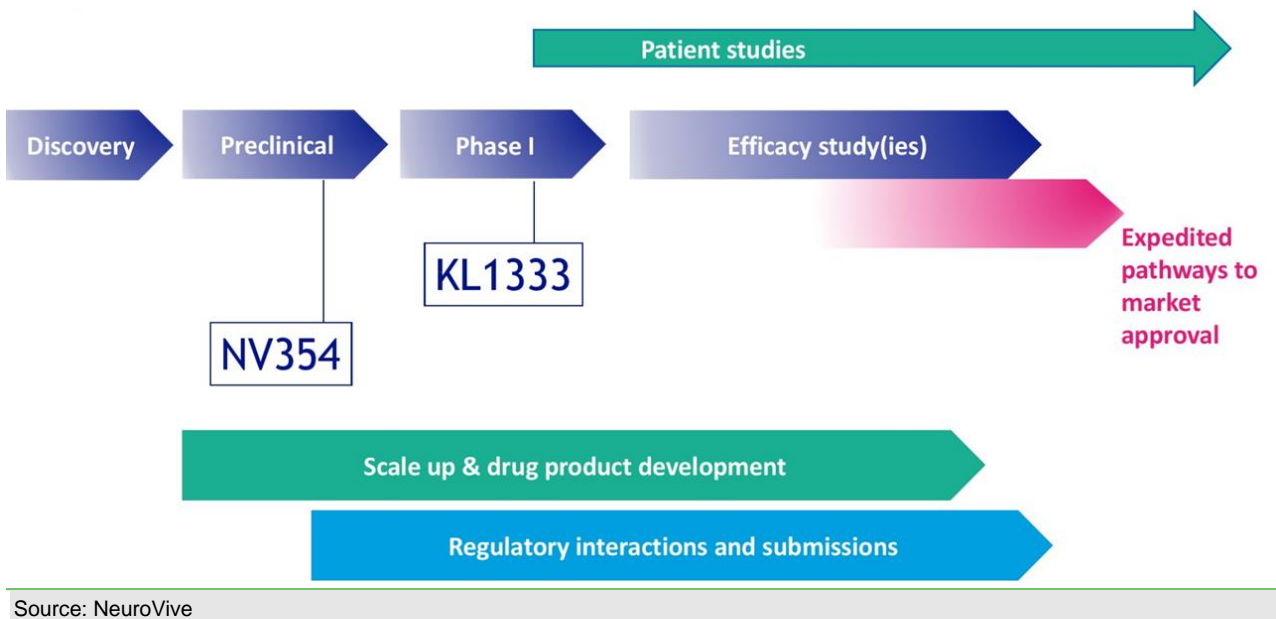 Patient studies
Discovery
Preclinical
Phase I
Efficacy study(ies)
KL1333
NV354
Expedited
pathways to
market
approval
Scale up & drug product development
Regulatory interactions and submissions
Source: NeuroVive